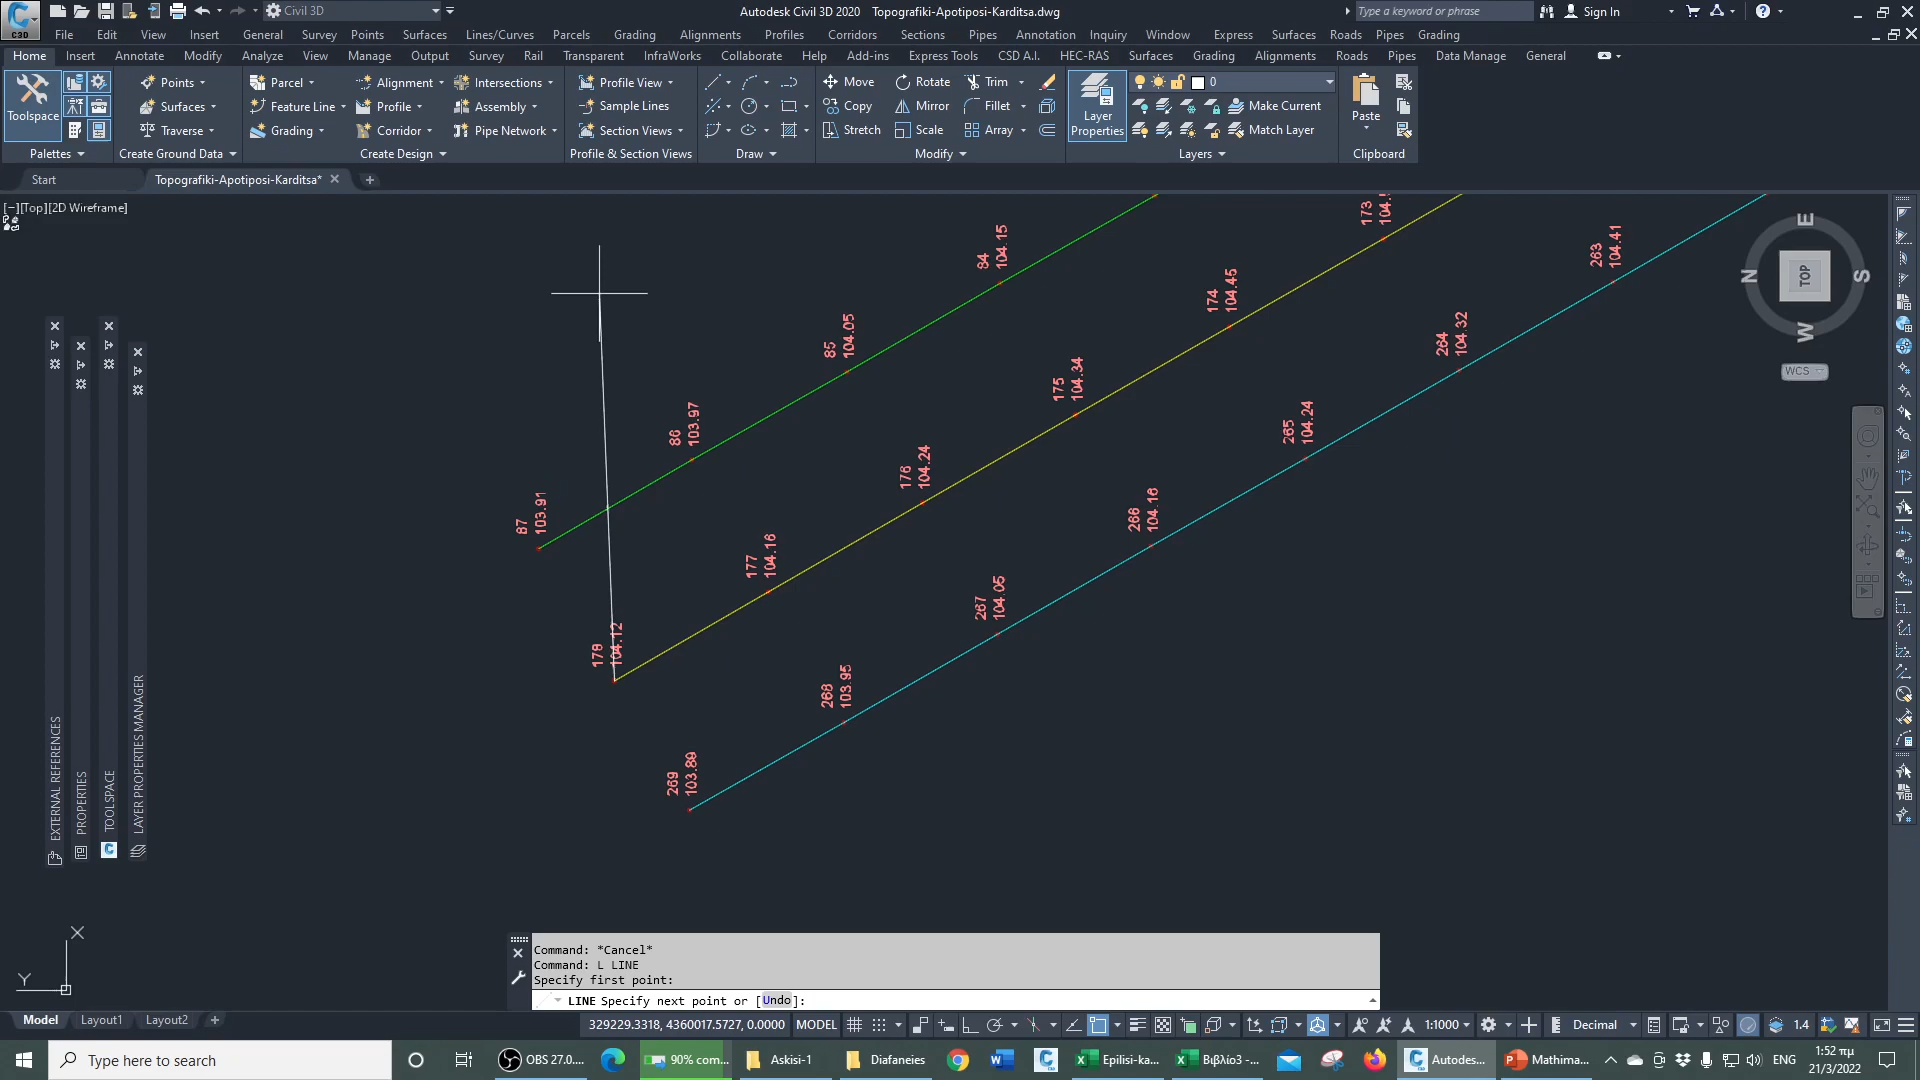 Civil 3D
Autodesk Civil 3D 2020 Topografiki-Apotiposi-Karditsa.dwg
Type a keyword or phrase
Sign In
C3D
File Edit View Insert General Survey Points Surfaces Lines/Curves Parcels Grading Alignments Profiles Corridors Sections Pipes Annotation Inquiry Window Express Surfaces Roads Pipes Grading
Home Insert Annotate Modify Analyze View Manage Output Survey Rail Transparent InfraWorks Collaborate Help Add-ins Express Tools CSD A.I. HEC-RAS Surfaces Grading Alignments Roads Pipes Data Manage General
Points Parcel Alignment Intersections Profile View Move Rotate Trim 0
Toolspace Surfaces Feature Line Profile Assembly Sample Lines Copy Mirror Fillet Layer Properties Make Current Paste
Traverse Grading Corridor Pipe Network Section Views Stretch Scale Array Match Layer
Palettes Create Ground Data Create Design Profile & Section Views Draw Modify Layers Clipboard
Start Topografiki-Apotiposi-Karditsa*
[−][Top][2D Wireframe]
E
N TOP S
W
WCS
173
84 104.15
263 104.41
174 104.45
85 104.05
264 104.32
175 104.34
86 103.97
265 104.24
176 104.24
87 103.91
266 104.16
177 104.16
267 104.05
178 104.12
268 103.95
269 103.89
EXTERNAL REFERENCES
PROPERTIES
TOOLSPACE
LAYER PROPERTIES MANAGER
X
Y
Command: *Cancel*
Command: L LINE
Specify first point:
LINE Specify next point or [Undo]:
Model Layout1 Layout2
329229.3318, 4360017.5727, 0.0000 MODEL 1:1000 Decimal 1.4
Type here to search
OBS 27.0....
90% com...
Askisi-1
Diafaneies
Epilisi-ka...
Βιβλίο3 -...
Autodes...
Mathima...
ENG
1:52 πμ
21/3/2022